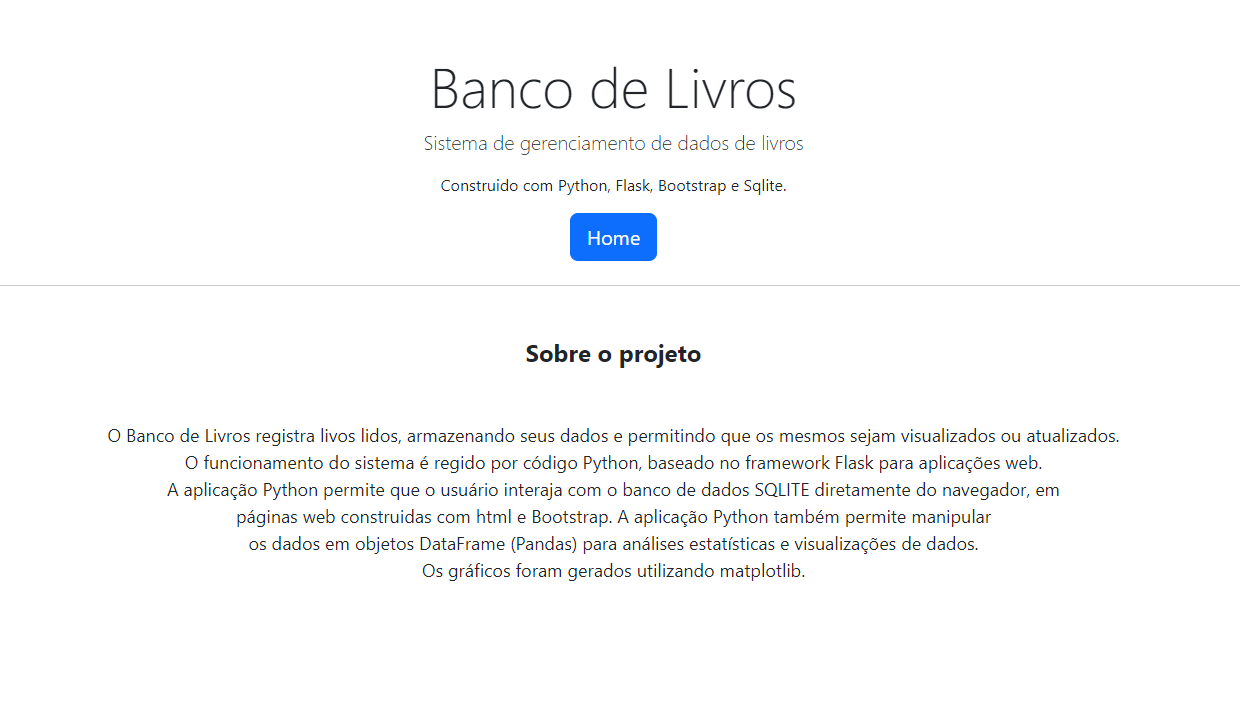 Banco de Livros
Sistema de gerenciamento de dados de livros
Construido com Python, Flask, Bootstrap e Sqlite.
Home
Sobre o projeto
O Banco de Livros registra livos lidos, armazenando seus dados e permitindo que os mesmos sejam visualizados ou atualizados.
O funcionamento do sistema é regido por código Python, baseado no framework Flask para aplicações web.
A aplicação Python permite que o usuário interaja com o banco de dados SQLITE diretamente do navegador, em
páginas web construidas com html e Bootstrap. A aplicação Python também permite manipular
os dados em objetos DataFrame (Pandas) para análises estatísticas e visualizações de dados.
Os gráficos foram gerados utilizando matplotlib.